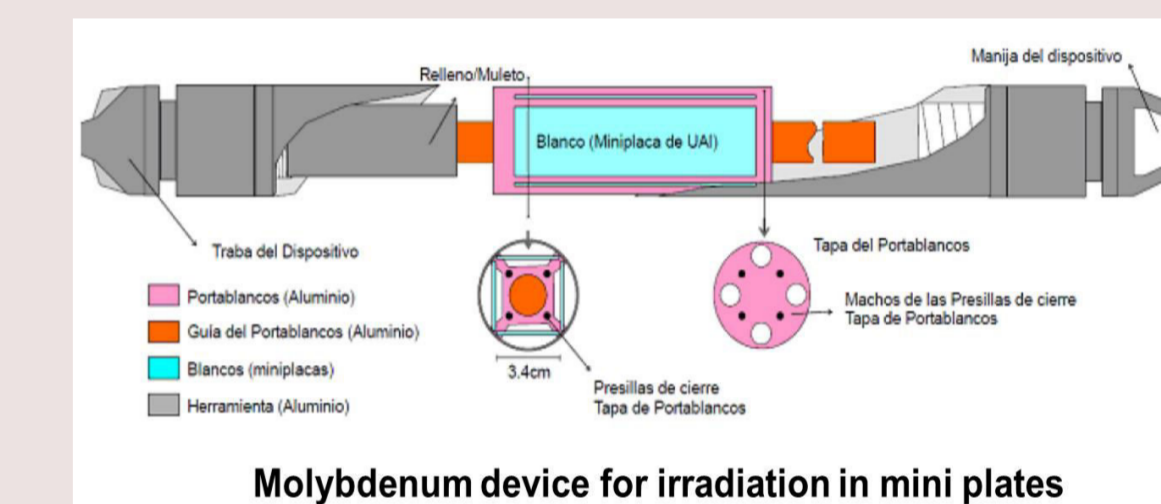 Manija del dispositivo
Relleno/Muleto
Blanco (Miniplaca de UAl)
Traba del Dispositivo
Tapa del Portablancos
Portablancos (Aluminio)
Machos de las Presillas de cierre
Tapa de Portablancos
Guía del Portablancos (Aluminio)
Blancos (miniplacas)
3.4cm
Presillas de cierre
Tapa de Portablancos
Herramienta (Aluminio)
Molybdenum device for irradiation in mini plates